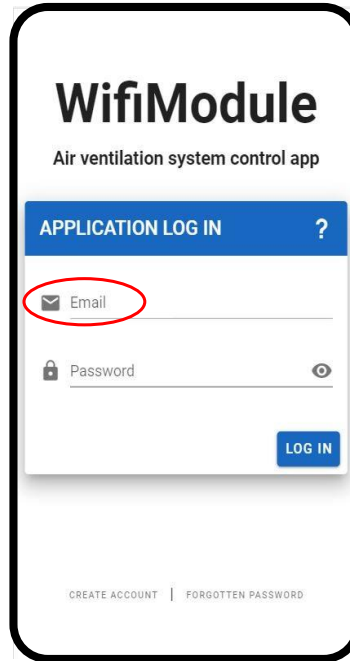 WifiModule
Air ventilation system control app
APPLICATION LOG IN ?
Email
Password
LOG IN
CREATE ACCOUNT | FORGOTTEN PASSWORD